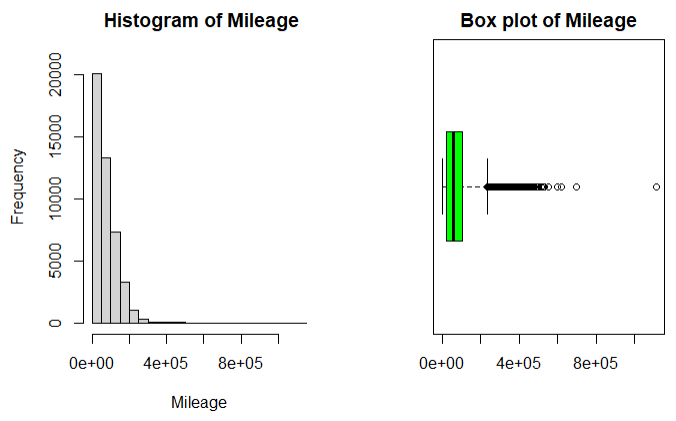 Histogram of Mileage
Frequency
0
5000
10000
15000
20000
0e+00 4e+05 8e+05
Mileage
Box plot of Mileage
0e+00 4e+05 8e+05